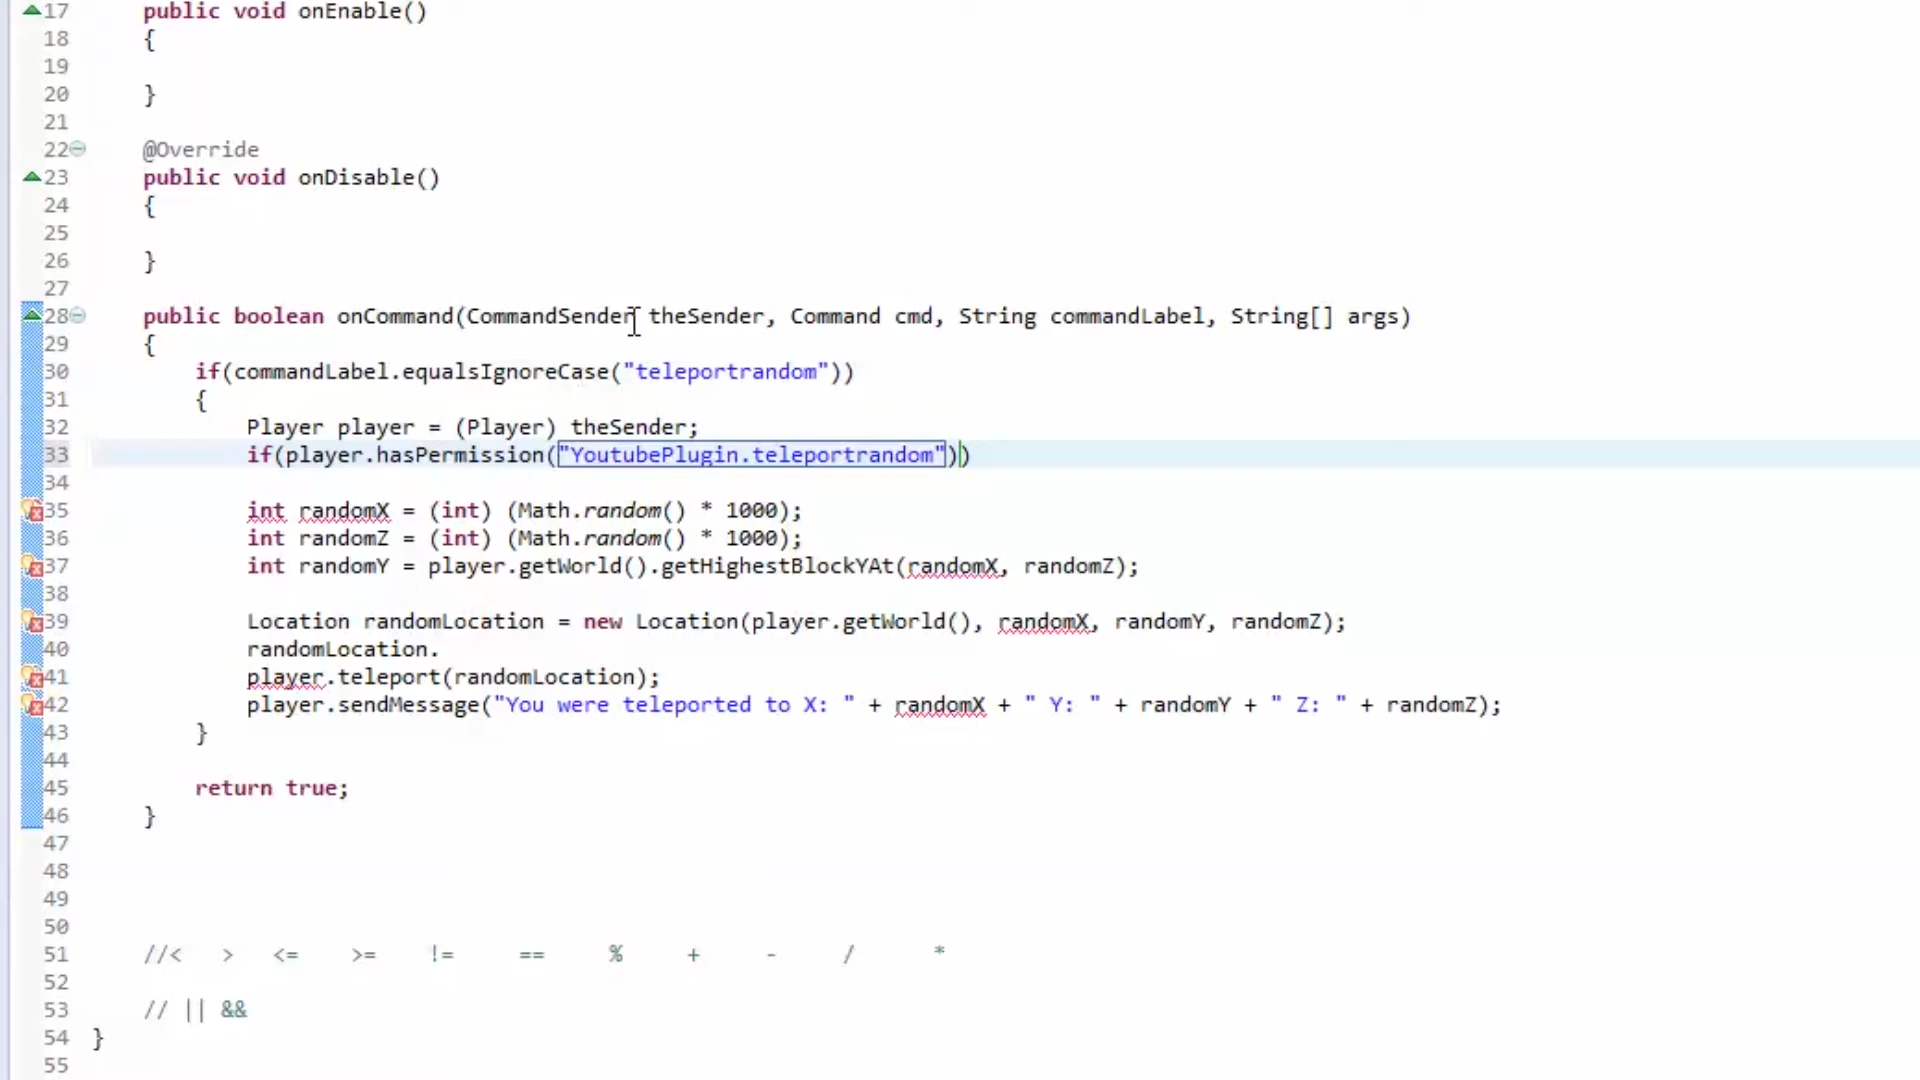 17 public void onEnable()
18 {
19
20 }
21
22 @Override
23 public void onDisable()
24 {
25
26 }
27
28 public boolean onCommand(CommandSender theSender, Command cmd, String commandLabel, String[] args)
29 {
30 if(commandLabel.equalsIgnoreCase("teleportrandom"))
31 {
32 Player player = (Player) theSender;
33 if(player.hasPermission("YoutubePlugin.teleportrandom"))
34
35 int randomX = (int) (Math.random() * 1000);
36 int randomZ = (int) (Math.random() * 1000);
37 int randomY = player.getWorld().getHighestBlockYAt(randomX, randomZ);
38
39 Location randomLocation = new Location(player.getWorld(), randomX, randomY, randomZ);
40 randomLocation.
41 player.teleport(randomLocation);
42 player.sendMessage("You were teleported to X: " + randomX + " Y: " + randomY + " Z: " + randomZ);
43 }
44
45 return true;
46 }
47
48
49
50
51 //< > <= >= != == % + - / *
52
53 // || &&
54 }
55